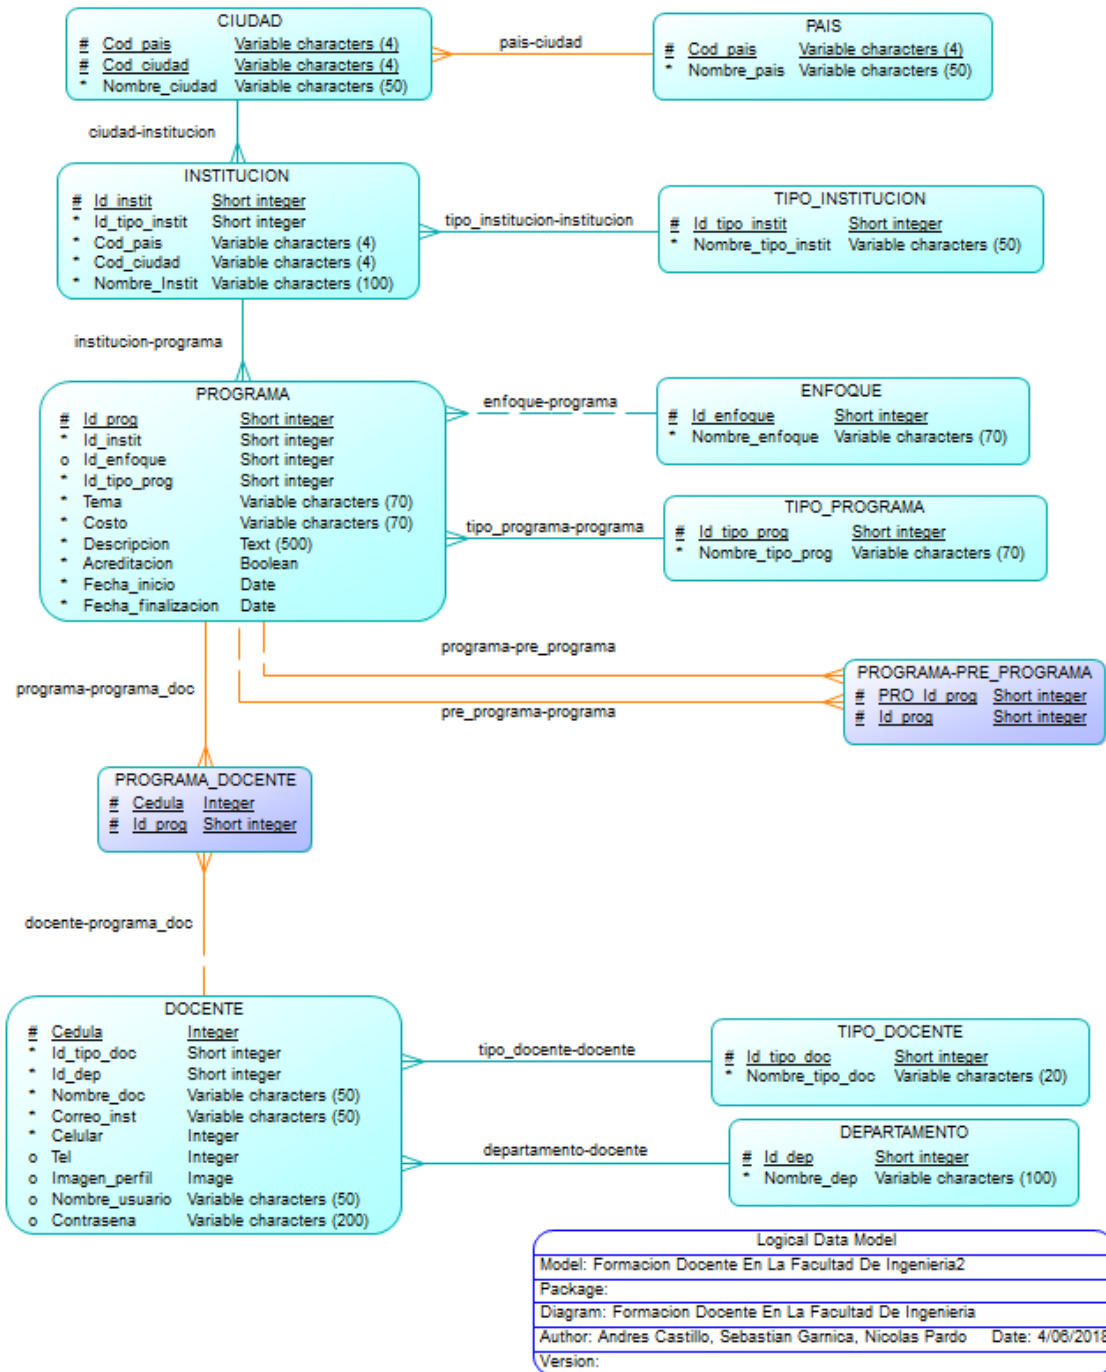 CIUDAD
# Cod_pais Variable characters (4)
# Cod_ciudad Variable characters (4)
* Nombre_ciudad Variable characters (50)
pais-ciudad
PAIS
# Cod_pais Variable characters (4)
* Nombre_pais Variable characters (50)
ciudad-institucion
INSTITUCION
# Id_instit Short integer
* Id_tipo_instit Short integer
* Cod_pais Variable characters (4)
* Cod_ciudad Variable characters (4)
* Nombre_Instit Variable characters (100)
tipo_institucion-institucion
TIPO_INSTITUCION
# Id_tipo_instit Short integer
* Nombre_tipo_instit Variable characters (50)
institucion-programa
PROGRAMA
# Id_prog Short integer
* Id_instit Short integer
o Id_enfoque Short integer
* Id_tipo_prog Short integer
* Tema Variable characters (70)
* Costo Variable characters (70)
* Descripcion Text (500)
* Acreditacion Boolean
* Fecha_inicio Date
* Fecha_finalizacion Date
enfoque-programa
ENFOQUE
# Id_enfoque Short integer
* Nombre_enfoque Variable characters (70)
tipo_programa-programa
TIPO_PROGRAMA
# Id_tipo_prog Short integer
* Nombre_tipo_prog Variable characters (70)
programa-pre_programa
pre_programa-programa
PROGRAMA-PRE_PROGRAMA
# PRO_Id_prog Short integer
# Id_prog Short integer
programa-programa_doc
PROGRAMA_DOCENTE
# Cedula Integer
# Id_prog Short integer
docente-programa_doc
DOCENTE
# Cedula Integer
* Id_tipo_doc Short integer
* Id_dep Short integer
* Nombre_doc Variable characters (50)
* Correo_inst Variable characters (50)
* Celular Integer
o Tel Integer
o Imagen_perfil Image
o Nombre_usuario Variable characters (50)
o Contrasena Variable characters (200)
tipo_docente-docente
TIPO_DOCENTE
# Id_tipo_doc Short integer
* Nombre_tipo_doc Variable characters (20)
departamento-docente
DEPARTAMENTO
# Id_dep Short integer
* Nombre_dep Variable characters (100)
Logical Data Model
Model: Formacion Docente En La Facultad De Ingenieria2
Package:
Diagram: Formacion Docente En La Facultad De Ingenieria
Author: Andres Castillo, Sebastian Garnica, Nicolas Pardo Date: 4/06/2018
Version: